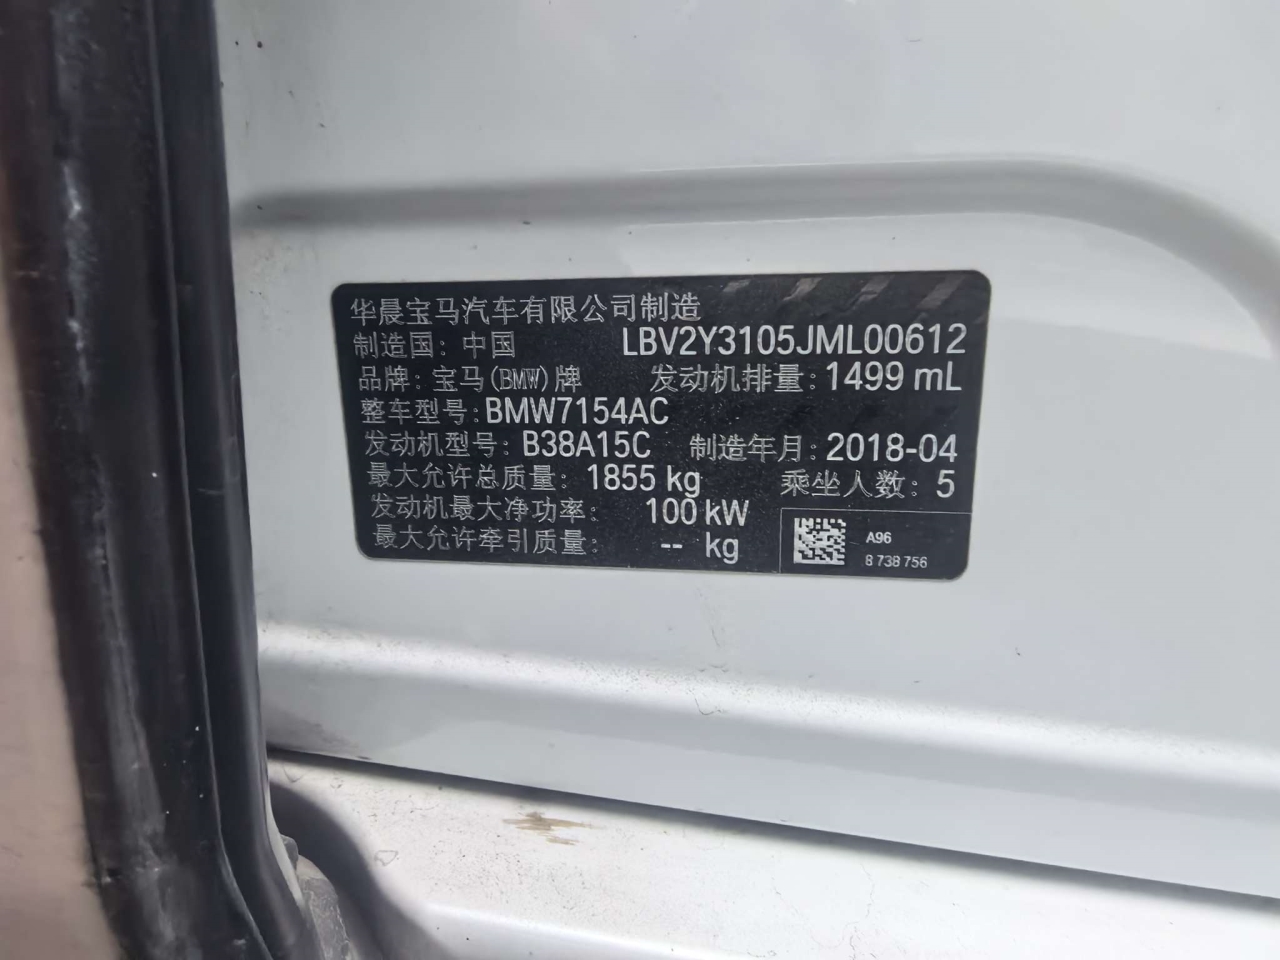 华晨宝马汽车有限公司制造
制造国：中国 LBV2Y3105JML00612
品牌：宝马(BMW)牌 发动机排量：1499 mL
整车型号：BMW7154AC
发动机型号：B38A15C 制造年月：2018-04
最大允许总质量：1855 kg 乘坐人数：5
发动机最大净功率：100 kW
最大允许牵引质量：-- kg
A96
8 738 756